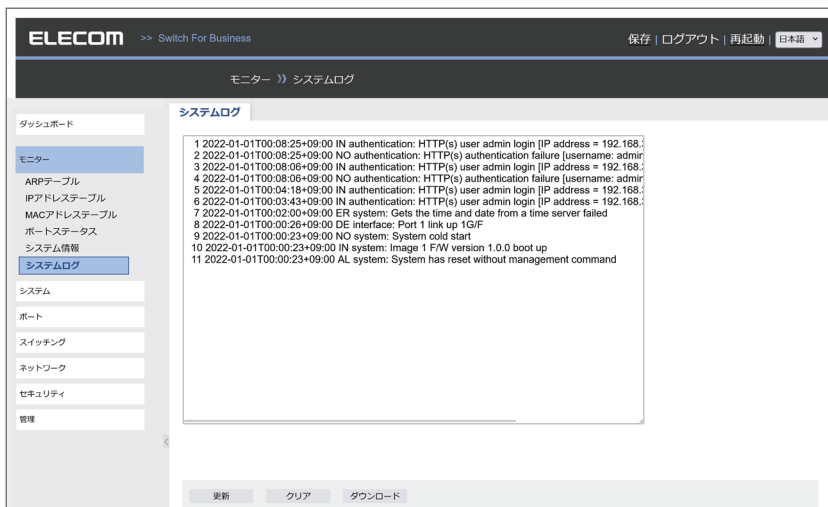 ELECOM >> Switch For Business
保存 | ログアウト | 再起動 | 日本語
モニター 》 システムログ
システムログ
ダッシュボード
モニター
ARPテーブル
IPアドレステーブル
MACアドレステーブル
ポートステータス
システム情報
システムログ
システム
ポート
スイッチング
ネットワーク
セキュリティ
管理
1 2022-01-01T00:08:25+09:00 IN authentication: HTTP(s) user admin login [IP address = 192.168.
2 2022-01-01T00:08:25+09:00 NO authentication: HTTP(s) authentication failure [username: admin
3 2022-01-01T00:08:06+09:00 IN authentication: HTTP(s) user admin login [IP address = 192.168.
4 2022-01-01T00:08:06+09:00 NO authentication: HTTP(s) authentication failure [username: admin
5 2022-01-01T00:04:18+09:00 IN authentication: HTTP(s) user admin login [IP address = 192.168.
6 2022-01-01T00:03:43+09:00 IN authentication: HTTP(s) user admin login [IP address = 192.168.
7 2022-01-01T00:02:00+09:00 ER system: Gets the time and date from a time server failed
8 2022-01-01T00:00:26+09:00 DE interface: Port 1 link up 1G/F
9 2022-01-01T00:00:23+09:00 NO system: System cold start
10 2022-01-01T00:00:23+09:00 IN system: Image 1 F/W version 1.0.0 boot up
11 2022-01-01T00:00:23+09:00 AL system: System has reset without management command
更新 クリア ダウンロード